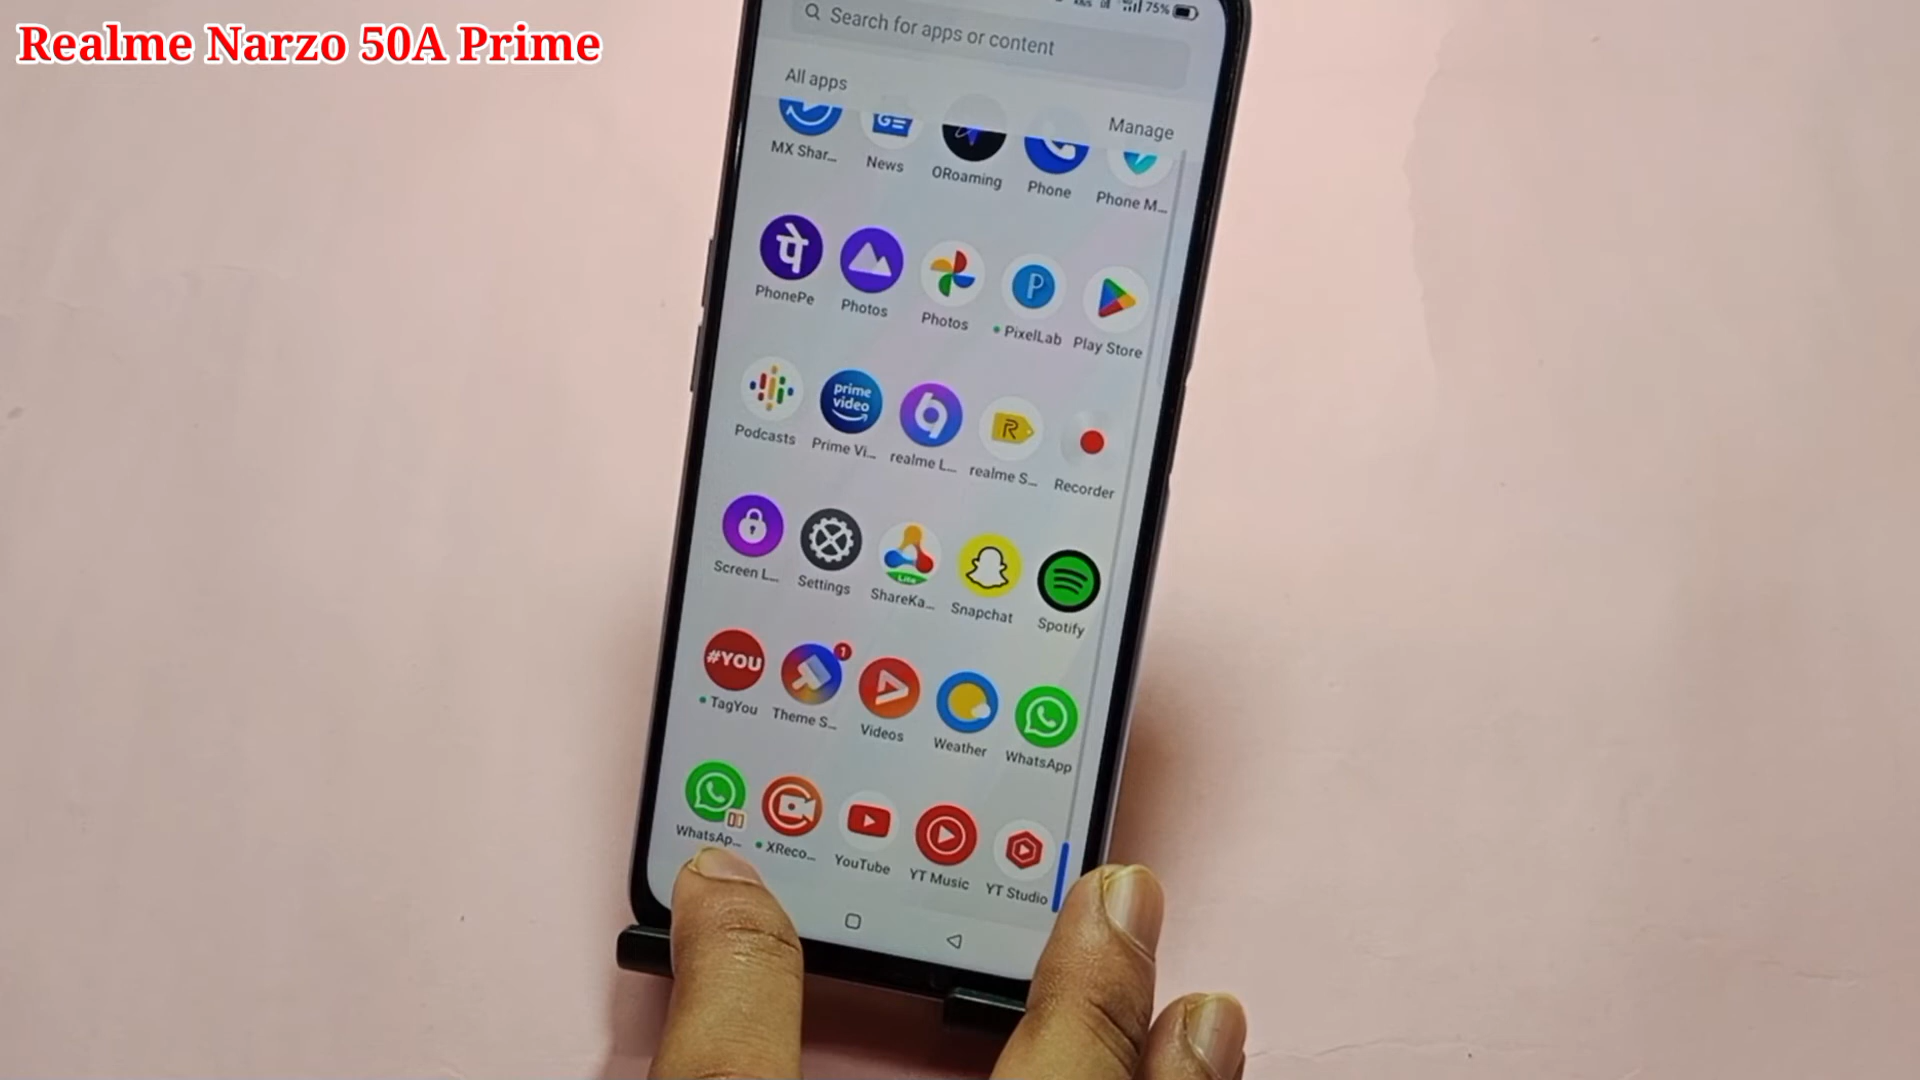 Realme Narzo 50A Prime
75%
Search for apps or content
All apps
Manage
MX Shar...
News
ORoaming
Phone
Phone M...
पे
PhonePe
Photos
Photos
P
PixelLab
Play Store
prime
video
R
Podcasts
Prime Vi...
realme L...
realme S...
Recorder
Lite
Screen L...
Settings
ShareKa...
Snapchat
Spotify
#YOU
1
TagYou
Theme S...
Videos
Weather
WhatsApp
WhatsAp...
XReco...
YouTube
YT Music
YT Studio